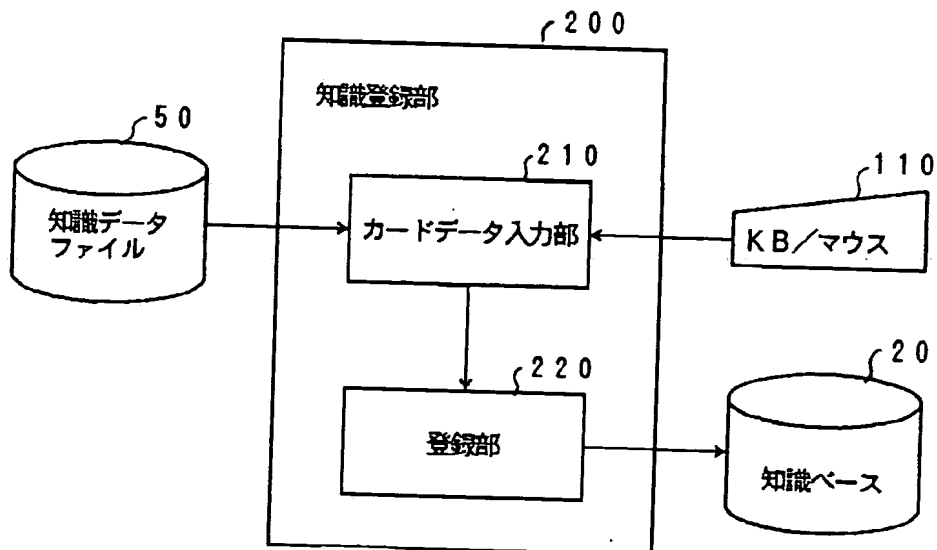 200
知識登録部
50
210
110
知識データ
ファイル
カードデータ入力部
KB/マウス
220
20
登録部
知識ベース